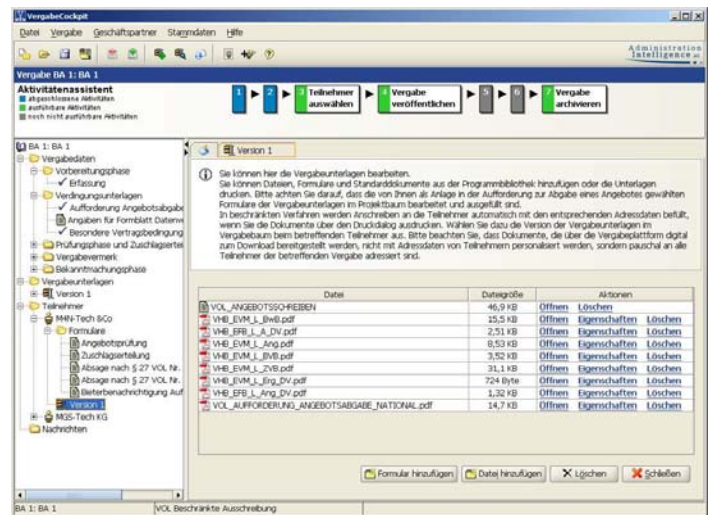 VergabeCockpit
Datei Vergabe Geschäftspartner Stammdaten Hilfe
Administration
Intelligence AG
Vergabe BA 1: BA 1
Aktivitätenassistent
abgeschlossene Aktivitäten
ausführbare Aktivitäten
noch nicht ausführbare Aktivitäten
1 2 3 Teilnehmer auswählen 4 Vergabe veröffentlichen 5 6 7 Vergabe archivieren
BA 1: BA 1
Vergabedaten
Vorbereitungsphase
Erfassung
Verdingungsunterlagen
Aufforderung Angebotsabgabe
Angaben für Formblatt Datenv
Besondere Vertragsbedingung
Prüfungsphase und Zuschlagserteil
Vergabevermerk
Bekanntmachungsphase
Vergabeunterlagen
Version 1
Teilnehmer
M4N-Tech &Co
Formulare
Angebotsprüfung
Zuschlagserteilung
Absage nach § 27 VOL Nr.
Absage nach § 27 VOL Nr.
Bieterbenachrichtigung Auf
Version 1
MGS-Tech KG
Nachrichten
Version 1
Sie können hier die Vergabeunterlagen bearbeiten.
Sie können Dateien, Formulare und Standarddokumente aus der Programmbibliothek hinzufügen oder die Unterlagen
drucken. Bitte achten Sie darauf, dass die von Ihnen als Anlage in der Aufforderung zur Abgabe eines Angebotes gewählten
Formulare der Vergabeunterlagen im Projektbaum bearbeitet und ausgefüllt sind.
In beschränkten Verfahren werden Anschreiben an die Teilnehmer automatisch mit den entsprechenden Adressdaten befüllt,
wenn Sie die Dokumente über den Druckdialog ausdrucken. Wählen Sie dazu die Version der Vergabeunterlagen im
Vergabebaum beim betreffenden Teilnehmer aus. Bitte beachten Sie, dass Dokumente, die über die Vergabeplattform digital
zum Download bereitgestellt werden, nicht mit Adressdaten von Teilnehmern personalisiert werden, sondern pauschal an alle
Teilnehmer der betreffenden Vergabe adressiert sind.
Datei Dateigröße Aktionen
VOL_ANGEBOTSSCHREIBEN 46,9 KB Öffnen Löschen
VHB_EVM_L_BwB.pdf 15,5 KB Öffnen Eigenschaften Löschen
VHB_EFB_L_A_DV.pdf 2,51 KB Öffnen Eigenschaften Löschen
VHB_EVM_L_Ang.pdf 8,53 KB Öffnen Eigenschaften Löschen
VHB_EVM_L_BVB.pdf 3,52 KB Öffnen Eigenschaften Löschen
VHB_EVM_L_ZVB.pdf 31,1 KB Öffnen Eigenschaften Löschen
VHB_EVM_L_Erg_DV.pdf 724 Byte Öffnen Eigenschaften Löschen
VHB_EFB_L_Ang_DV.pdf 1,32 KB Öffnen Eigenschaften Löschen
VOL_AUFFORDERUNG_ANGEBOTSABGABE_NATIONAL.pdf 14,7 KB Öffnen Eigenschaften Löschen
Formular hinzufügen Datei hinzufügen Löschen Schließen
BA 1: BA 1 VOL Beschränkte Ausschreibung